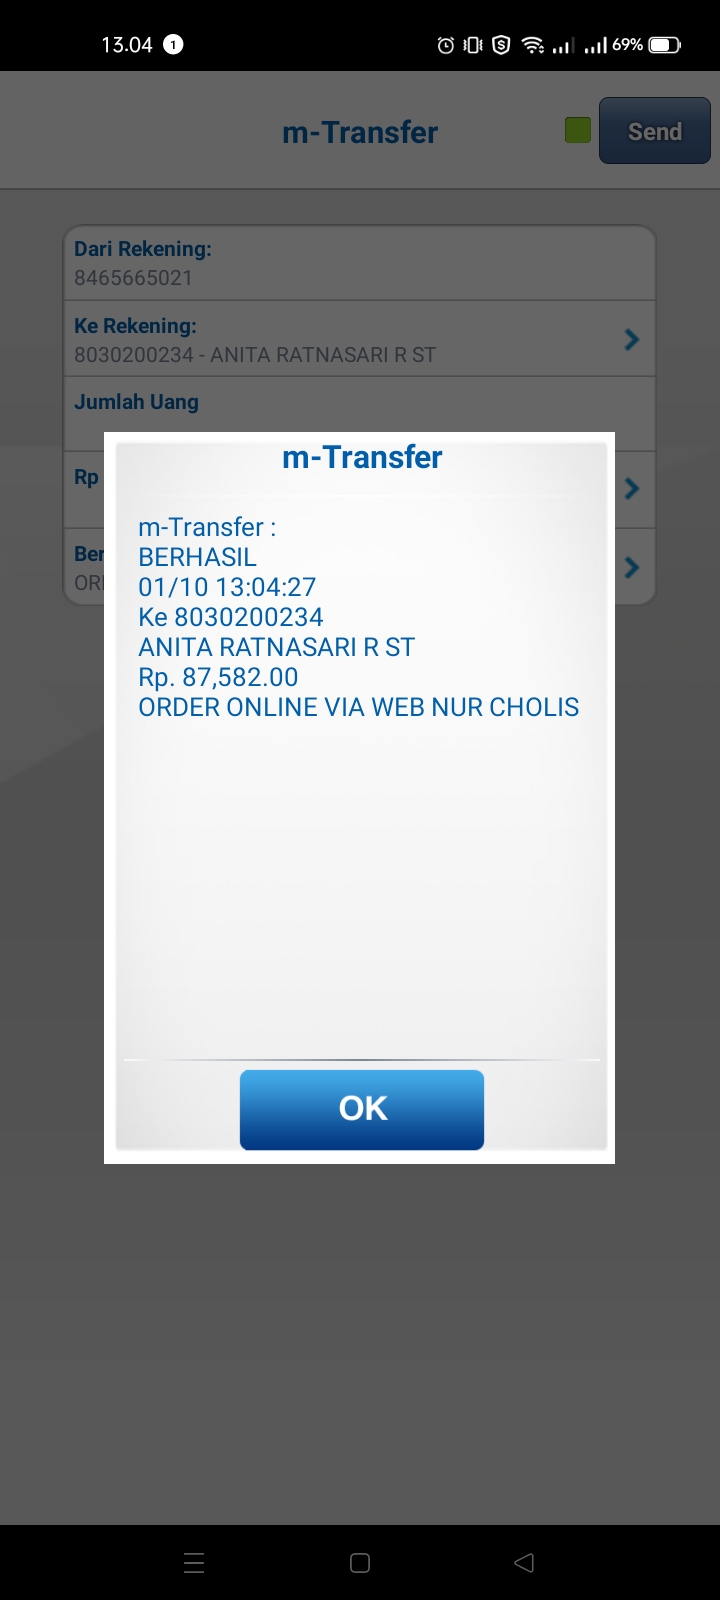 13.04 1 69%
m-Transfer Send
Dari Rekening:
8465665021
Ke Rekening:
8030200234 - ANITA RATNASARI R ST
Jumlah Uang
Rp
m-Transfer
m-Transfer :
BERHASIL
01/10 13:04:27
Ke 8030200234
ANITA RATNASARI R ST
Rp. 87,582.00
ORDER ONLINE VIA WEB NUR CHOLIS
OK